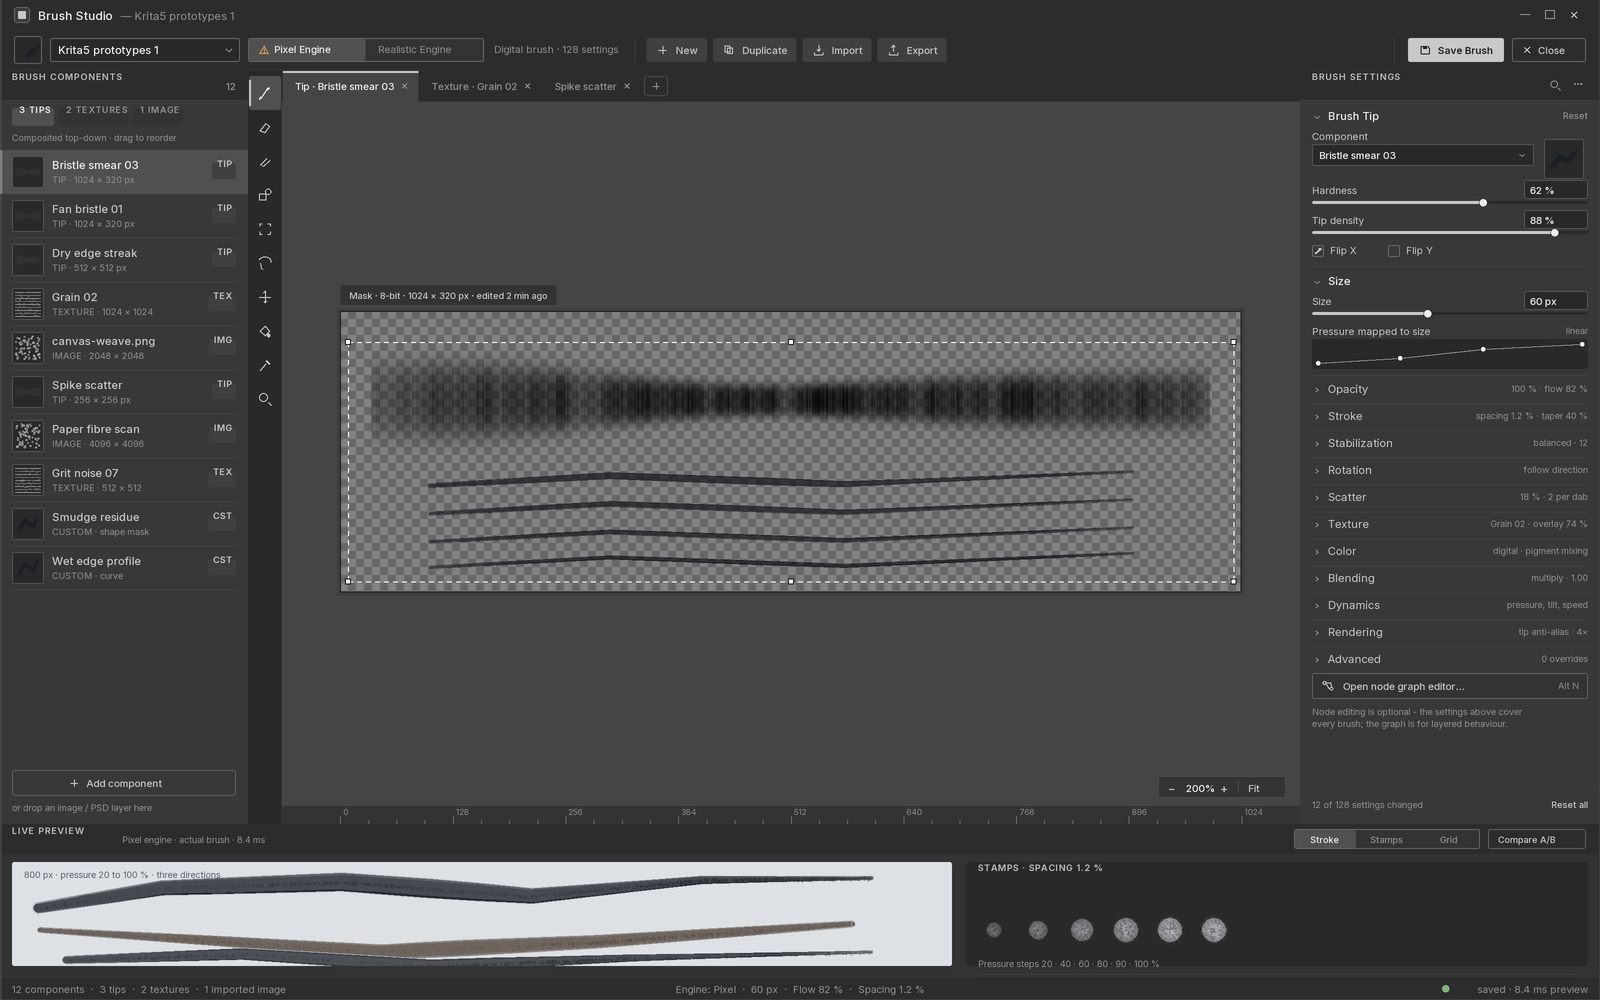 Brush Studio — Krita5 prototypes 1
Krita5 prototypes 1
Pixel Engine
Realistic Engine
Digital brush · 128 settings
New
Duplicate
Import
Export
Save Brush
Close
BRUSH COMPONENTS
12
3 TIPS
2 TEXTURES
1 IMAGE
Composited top-down · drag to reorder
Bristle smear 03
TIP
TIP · 1024 × 320 px
Fan bristle 01
TIP
TIP · 1024 × 320 px
Dry edge streak
TIP
TIP · 512 × 512 px
Grain 02
TEX
TEXTURE · 1024 × 1024
canvas-weave.png
IMG
IMAGE · 2048 × 2048
Spike scatter
TIP
TIP · 256 × 256 px
Paper fibre scan
IMG
IMAGE · 4096 × 4096
Grit noise 07
TEX
TEXTURE · 512 × 512
Smudge residue
CST
CUSTOM · shape mask
Wet edge profile
CST
CUSTOM · curve
+ Add component
or drop an image / PSD layer here
Tip · Bristle smear 03 ×
Texture · Grain 02 ×
Spike scatter ×
+
Mask · 8-bit · 1024 × 320 px · edited 2 min ago
− 200% +
Fit
0
128
256
384
512
640
768
896
1024
BRUSH SETTINGS
Brush Tip
Reset
Component
Bristle smear 03
Hardness
62 %
Tip density
88 %
Flip X
Flip Y
Size
Size
60 px
Pressure mapped to size
linear
Opacity
100 % · flow 82 %
Stroke
spacing 1.2 % · taper 40 %
Stabilization
balanced · 12
Rotation
follow direction
Scatter
18 % · 2 per dab
Texture
Grain 02 · overlay 74 %
Color
digital · pigment mixing
Blending
multiply · 1.00
Dynamics
pressure, tilt, speed
Rendering
tip anti-alias · 4×
Advanced
0 overrides
Open node graph editor...
Alt N
Node editing is optional - the settings above cover
every brush; the graph is for layered behaviour.
12 of 128 settings changed
Reset all
LIVE PREVIEW
Pixel engine · actual brush · 8.4 ms
Stroke
Stamps
Grid
Compare A/B
800 px · pressure 20 to 100 % · three directions
STAMPS · SPACING 1.2 %
Pressure steps 20 · 40 · 60 · 80 · 90 · 100 %
12 components · 3 tips · 2 textures · 1 imported image
Engine: Pixel · 60 px · Flow 82 % · Spacing 1.2 %
saved · 8.4 ms preview